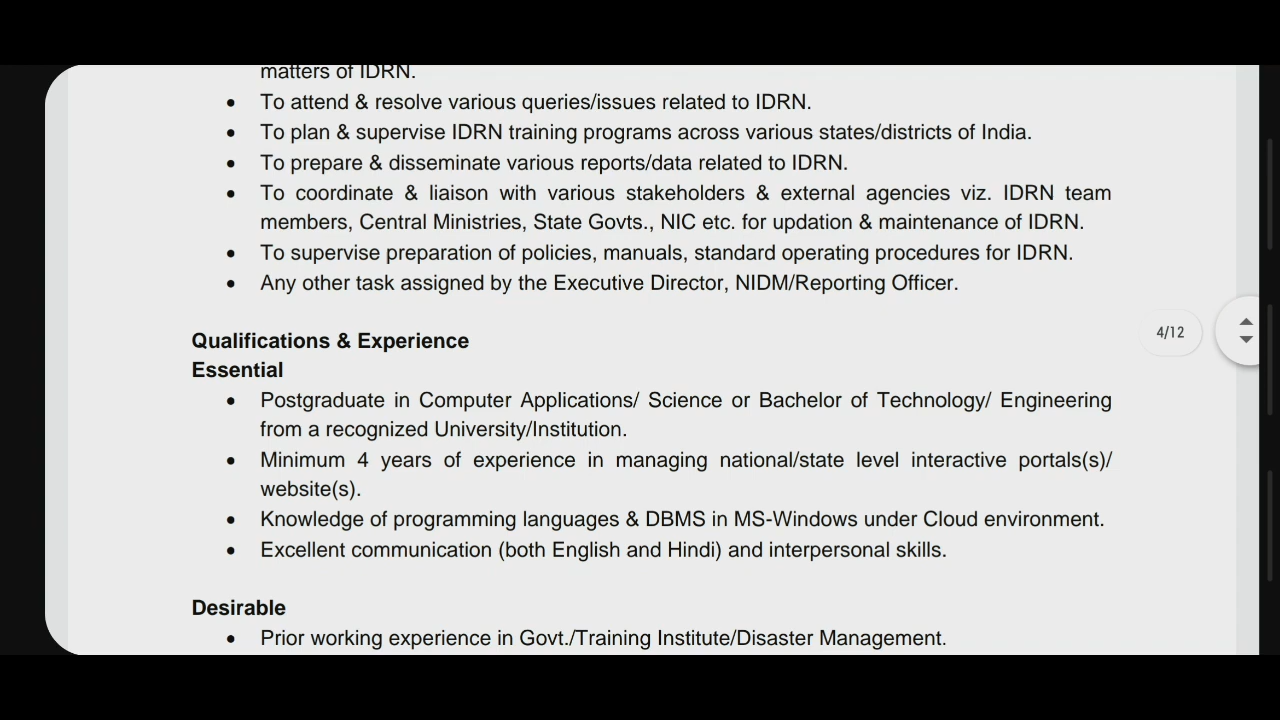 matters of IDRN.
• To attend & resolve various queries/issues related to IDRN.
• To plan & supervise IDRN training programs across various states/districts of India.
• To prepare & disseminate various reports/data related to IDRN.
• To coordinate & liaison with various stakeholders & external agencies viz. IDRN team
members, Central Ministries, State Govts., NIC etc. for updation & maintenance of IDRN.
• To supervise preparation of policies, manuals, standard operating procedures for IDRN.
• Any other task assigned by the Executive Director, NIDM/Reporting Officer.
4/12
Qualifications & Experience
Essential
• Postgraduate in Computer Applications/ Science or Bachelor of Technology/ Engineering
from a recognized University/Institution.
• Minimum 4 years of experience in managing national/state level interactive portals(s)/
website(s).
• Knowledge of programming languages & DBMS in MS-Windows under Cloud environment.
• Excellent communication (both English and Hindi) and interpersonal skills.
Desirable
• Prior working experience in Govt./Training Institute/Disaster Management.